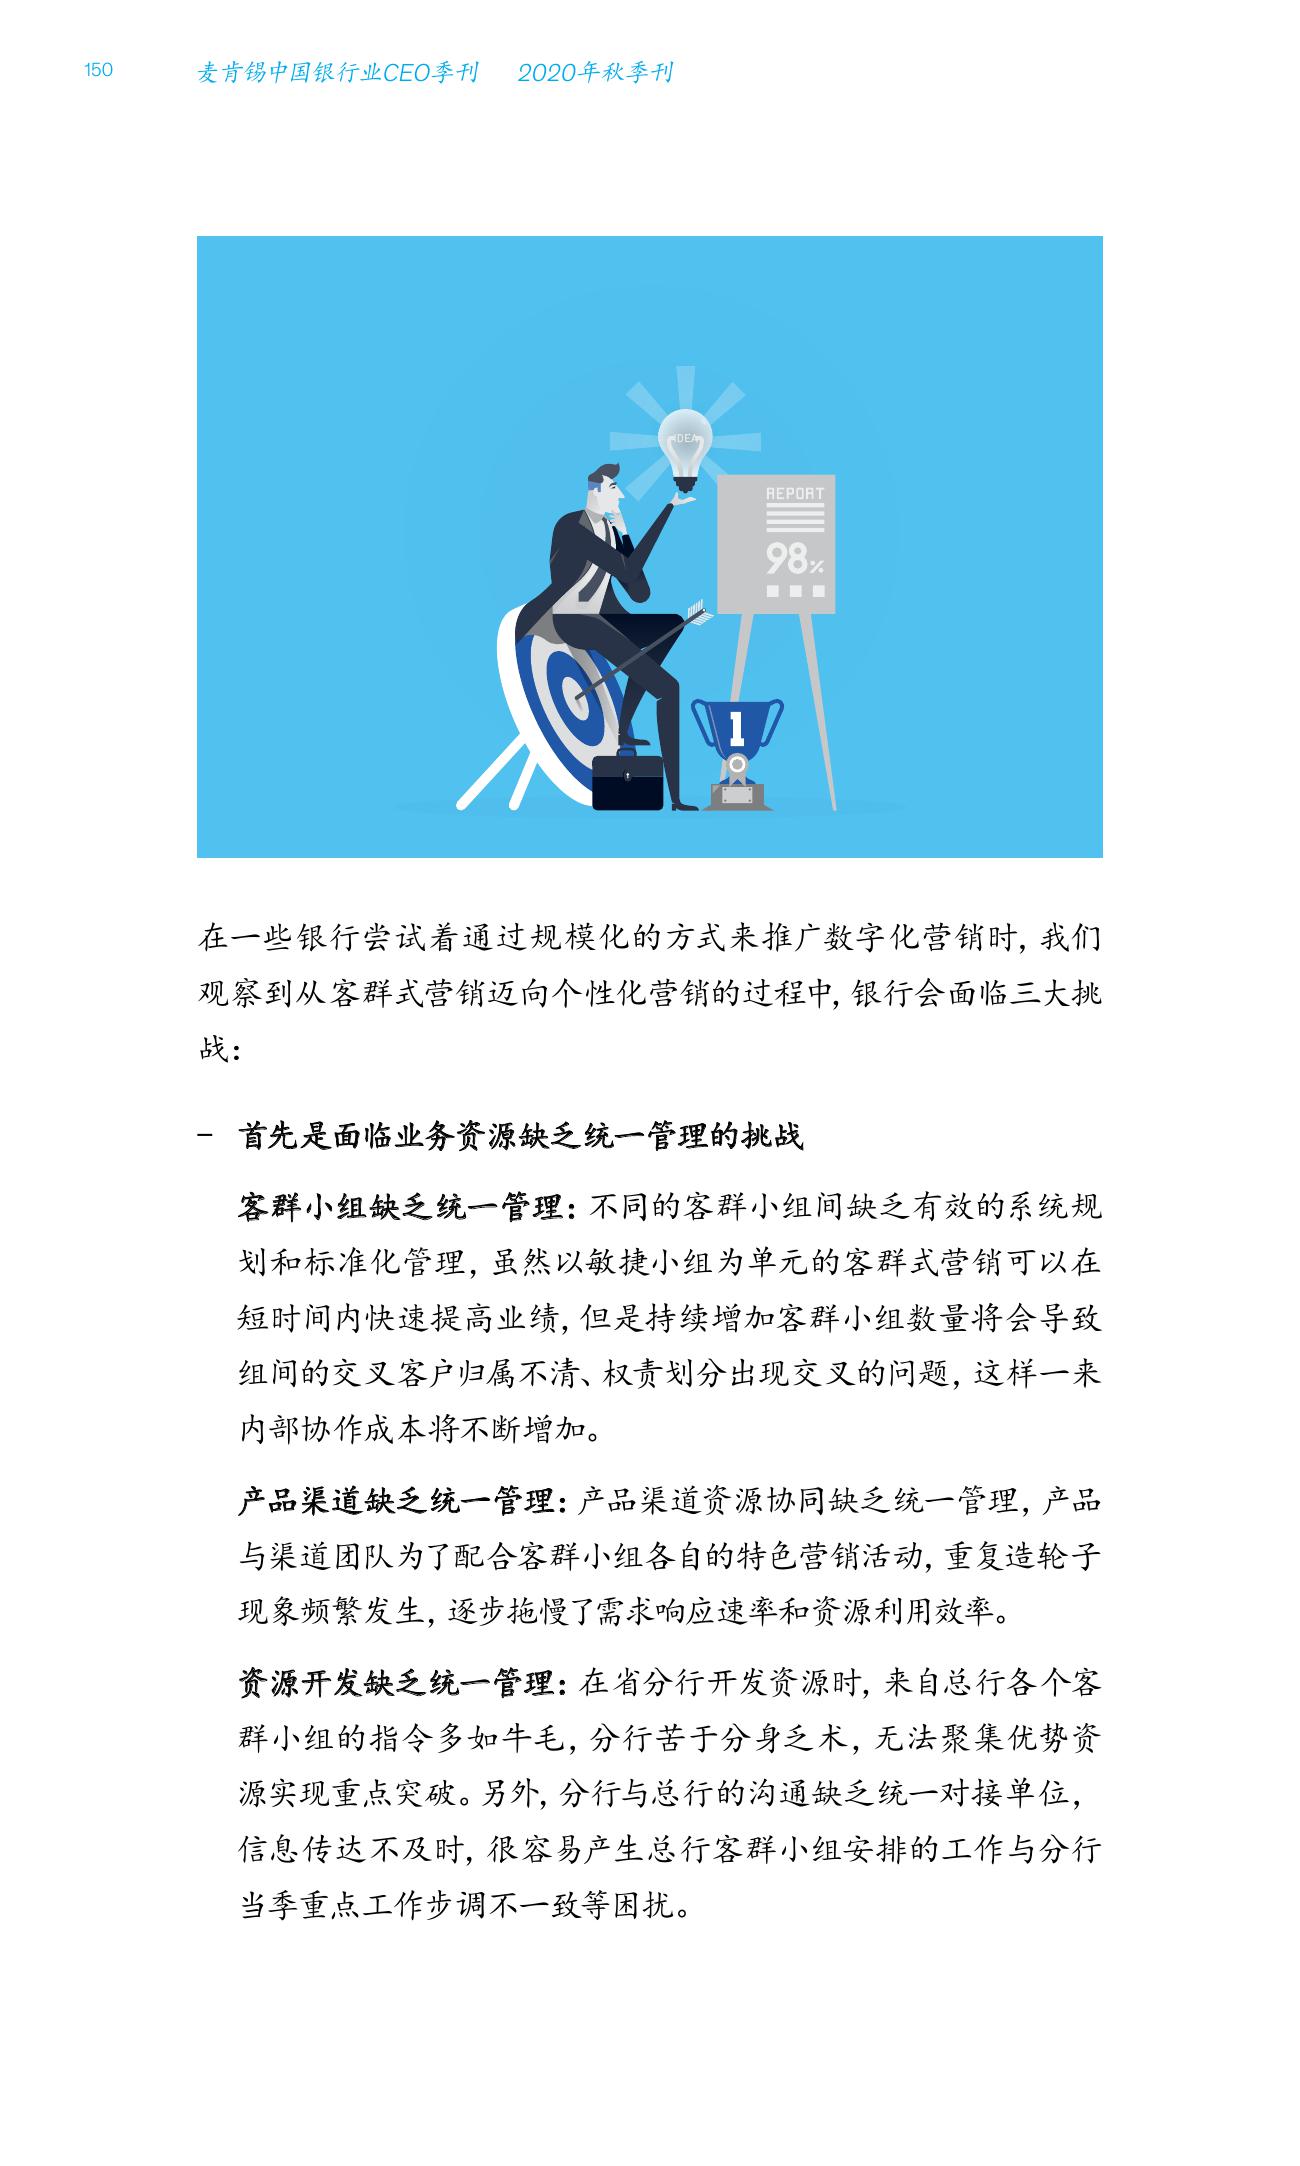 150
麦肯锡中国银行业CEO季刊 2020年秋季刊
IDEA
REPORT
98%
1
在一些银行尝试着通过规模化的方式来推广数字化营销时，我们
观察到从客群式营销迈向个性化营销的过程中，银行会面临三大挑
战：
– 首先是面临业务资源缺乏统一管理的挑战
客群小组缺乏统一管理：不同的客群小组间缺乏有效的系统规
划和标准化管理，虽然以敏捷小组为单元的客群式营销可以在
短时间内快速提高业绩，但是持续增加客群小组数量将会导致
组间的交叉客户归属不清、权责划分出现交叉的问题，这样一来
内部协作成本将不断增加。
产品渠道缺乏统一管理：产品渠道资源协同缺乏统一管理，产品
与渠道团队为了配合客群小组各自的特色营销活动，重复造轮子
现象频繁发生，逐步拖慢了需求响应速率和资源利用效率。
资源开发缺乏统一管理：在省分行开发资源时，来自总行各个客
群小组的指令多如牛毛，分行苦于分身乏术，无法聚集优势资
源实现重点突破。另外，分行与总行的沟通缺乏统一对接单位，
信息传达不及时，很容易产生总行客群小组安排的工作与分行
当季重点工作步调不一致等困扰。